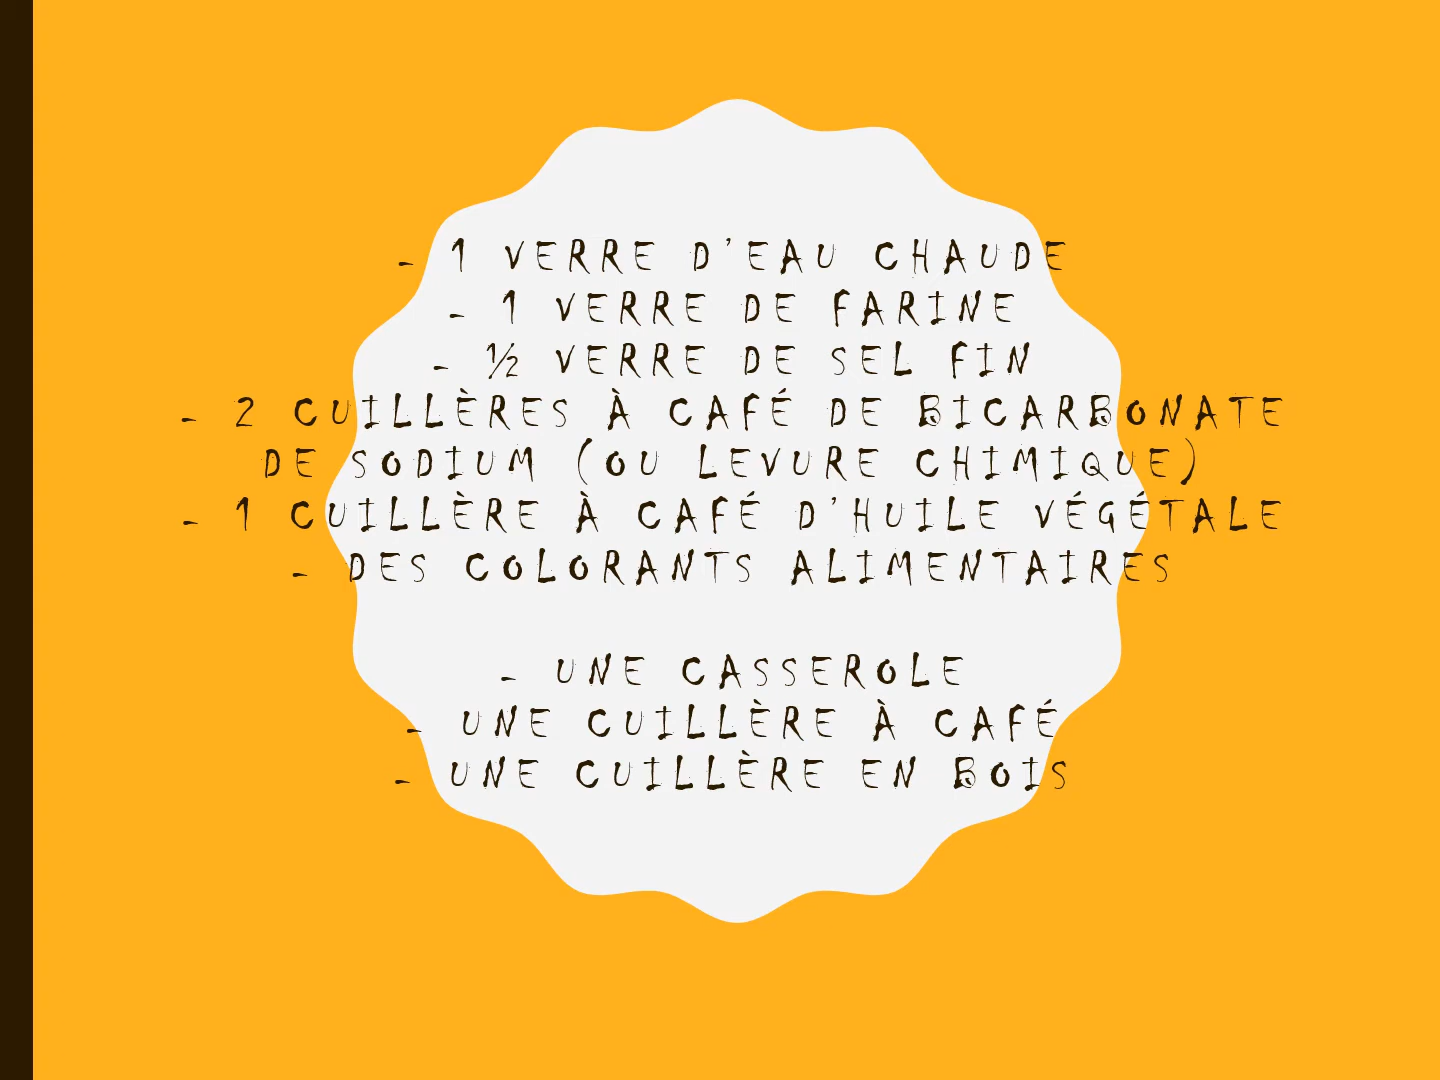 - 1 VERRE D'EAU CHAUDE
- 1 VERRE DE FARINE
- ½ VERRE DE SEL FIN
- 2 CUILLÈRES À CAFÉ DE BICARBONATE
DE SODIUM (OU LEVURE CHIMIQUE)
- 1 CUILLÈRE À CAFÉ D'HUILE VÉGÉTALE
- DES COLORANTS ALIMENTAIRES
- UNE CASSEROLE
- UNE CUILLÈRE À CAFÉ
- UNE CUILLÈRE EN BOIS